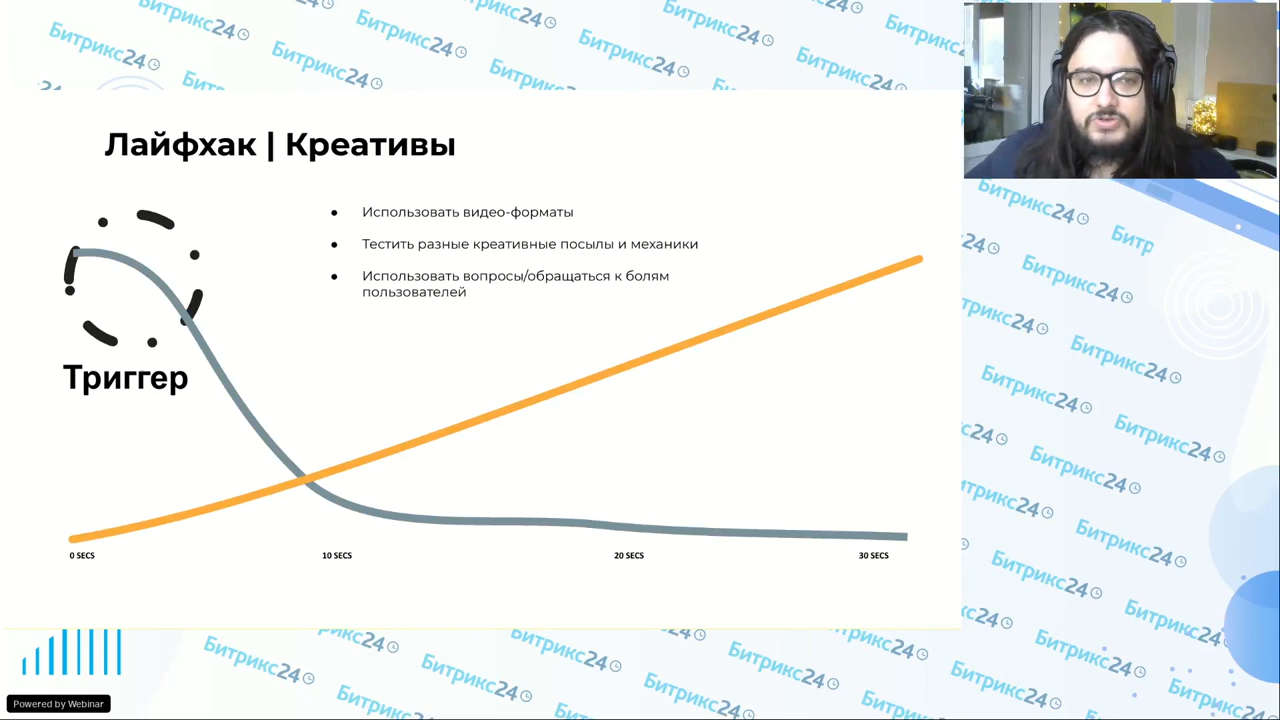 Лайфхак | Креативы
● Использовать видео-форматы
● Тестить разные креативные посылы и механики
● Использовать вопросы/обращаться к болям
пользователей
Триггер
0 SECS
10 SECS
20 SECS
30 SECS
Битрикс24
Powered by Webinar